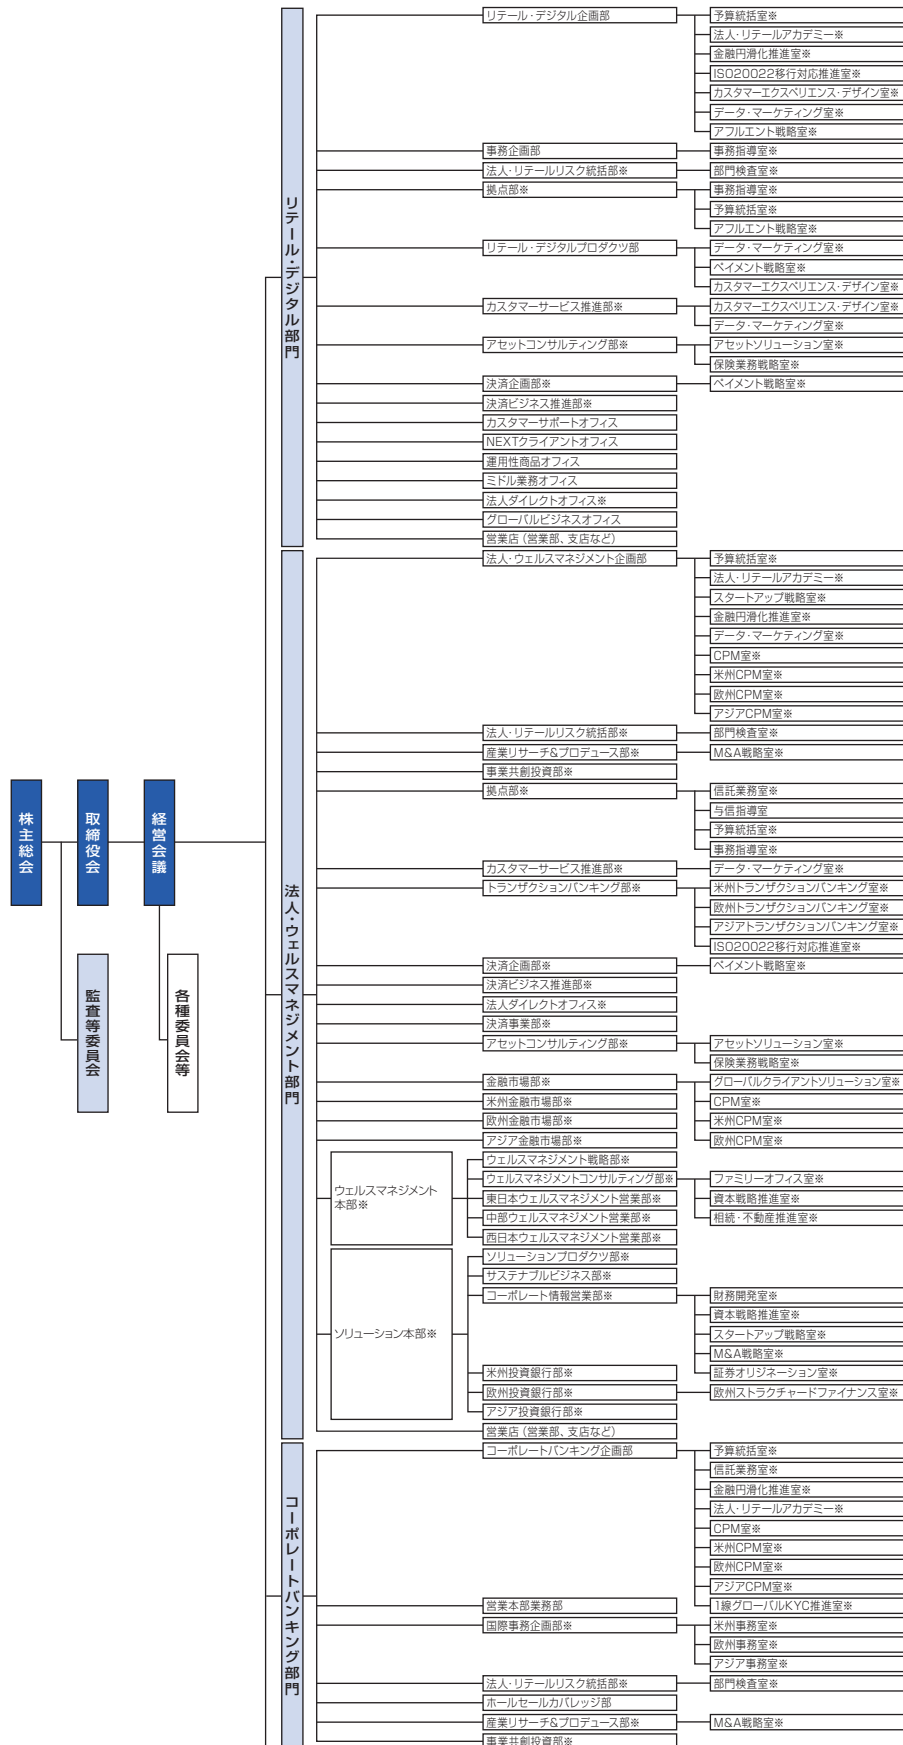 株主総会
取締役会
経営会議
監査等委員会
各種委員会等
リテール・デジタル部門
リテール・デジタル企画部
予算統括室※
法人・リテールアカデミー※
金融円滑化推進室※
ISO20022移行対応推進室※
カスタマーエクスペリエンス・デザイン室※
データ・マーケティング室※
アフルエント戦略室※
事務企画部
事務指導室※
法人・リテールリスク統括部※
部門検査室※
拠点部※
事務指導室※
予算統括室※
アフルエント戦略室※
リテール・デジタルプロダクツ部
データ・マーケティング室※
ペイメント戦略室※
カスタマーエクスペリエンス・デザイン室※
カスタマーサービス推進部※
カスタマーエクスペリエンス・デザイン室※
データ・マーケティング室※
アセットコンサルティング部※
アセットソリューション室※
保険業務戦略室※
決済企画部※
ペイメント戦略室※
決済ビジネス推進部※
カスタマーサポートオフィス
NEXTクライアントオフィス
運用性商品オフィス
ミドル業務オフィス
法人ダイレクトオフィス※
グローバルビジネスオフィス
営業店（営業部、支店など）
法人・ウェルスマネジメント部門
法人・ウェルスマネジメント企画部
予算統括室※
法人・リテールアカデミー※
スタートアップ戦略室※
金融円滑化推進室※
データ・マーケティング室※
CPM室※
米州CPM室※
欧州CPM室※
アジアCPM室※
法人・リテールリスク統括部※
部門検査室※
産業リサーチ&プロデュース部※
M&A戦略室※
事業共創投資部※
拠点部※
信託業務室※
与信指導室
予算統括室※
事務指導室※
カスタマーサービス推進部※
データ・マーケティング室※
トランザクションバンキング部※
米州トランザクションバンキング室※
欧州トランザクションバンキング室※
アジアトランザクションバンキング室※
ISO20022移行対応推進室※
決済企画部※
ペイメント戦略室※
決済ビジネス推進部※
法人ダイレクトオフィス※
決済事業部※
アセットコンサルティング部※
アセットソリューション室※
保険業務戦略室※
金融市場部※
グローバルクライアントソリューション室※
米州金融市場部※
CPM室※
欧州金融市場部※
米州CPM室※
アジア金融市場部※
欧州CPM室※
ウェルスマネジメント
本部※
ウェルスマネジメント戦略部※
ウェルスマネジメントコンサルティング部※
ファミリーオフィス室※
東日本ウェルスマネジメント営業部※
資本戦略推進室※
中部ウェルスマネジメント営業部※
相続・不動産推進室※
西日本ウェルスマネジメント営業部※
ソリューション本部※
ソリューションプロダクツ部※
サステナブルビジネス部※
コーポレート情報営業部※
財務開発室※
資本戦略推進室※
スタートアップ戦略室※
M&A戦略室※
米州投資銀行部※
証券オリジネーション室※
欧州投資銀行部※
欧州ストラクチャードファイナンス室※
アジア投資銀行部※
営業店（営業部、支店など）
コーポレートバンキング部門
コーポレートバンキング企画部
予算統括室※
信託業務室※
金融円滑化推進室※
法人・リテールアカデミー※
CPM室※
米州CPM室※
欧州CPM室※
アジアCPM室※
1線グローバルKYC推進室※
営業本部業務部
国際事務企画部※
米州事務室※
欧州事務室※
アジア事務室※
法人・リテールリスク統括部※
部門検査室※
ホールセールカバレッジ部
産業リサーチ&プロデュース部※
M&A戦略室※
事業共創投資部※